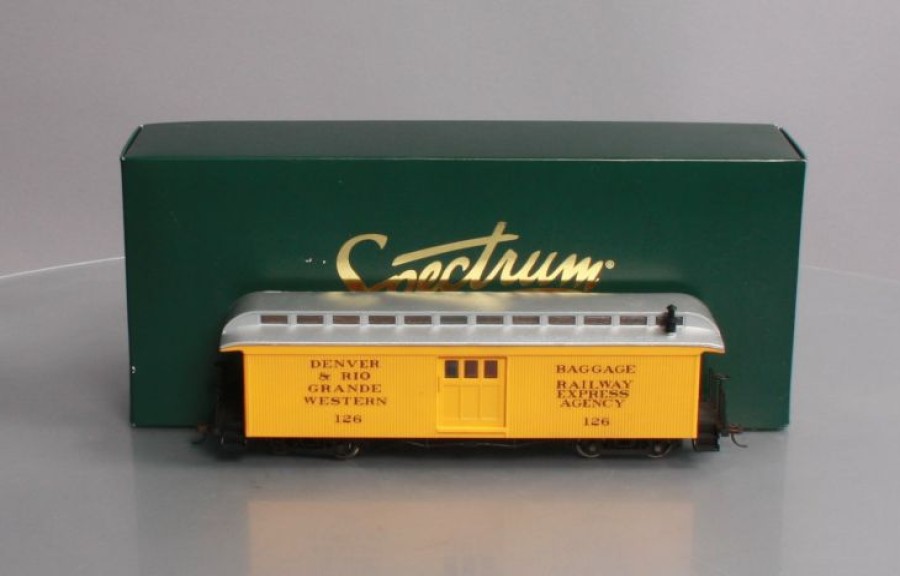 Spectrum®
DENVER
& RIO
GRANDE
WESTERN
126
BAGGAGE
RAILWAY
EXPRESS
AGENCY
126